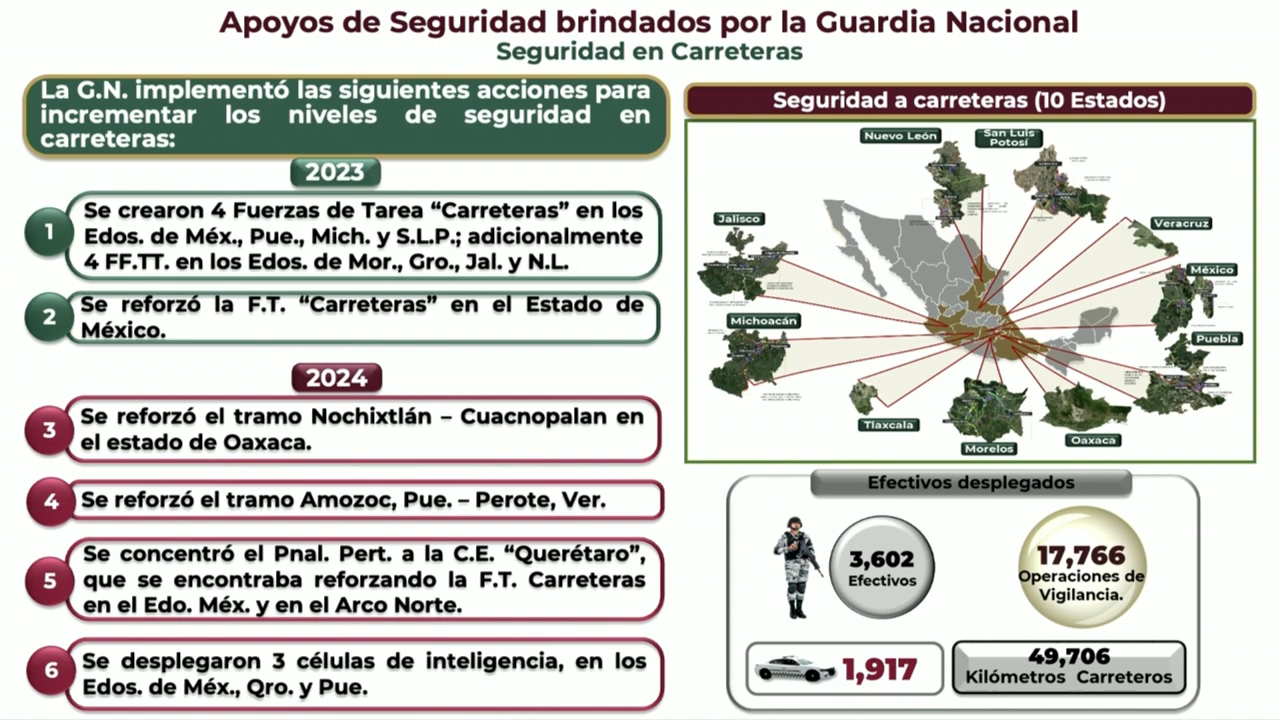 Apoyos de Seguridad brindados por la Guardia Nacional
Seguridad en Carreteras
La G.N. implementó las siguientes acciones para
incrementar los niveles de seguridad en
carreteras:
2023
1
Se crearon 4 Fuerzas de Tarea “Carreteras” en los
Edos. de Méx., Pue., Mich. y S.L.P.; adicionalmente
4 FF.TT. en los Edos. de Mor., Gro., Jal. y N.L.
2
Se reforzó la F.T. “Carreteras” en el Estado de
México.
2024
3
Se reforzó el tramo Nochixtlán – Cuacnopalan en
el estado de Oaxaca.
4
Se reforzó el tramo Amozoc, Pue. – Perote, Ver.
5
Se concentró el Pnal. Pert. a la C.E. “Querétaro”,
que se encontraba reforzando la F.T. Carreteras
en el Edo. Méx. y en el Arco Norte.
6
Se desplegaron 3 células de inteligencia, en los
Edos. de Méx., Qro. y Pue.
Seguridad a carreteras (10 Estados)
Nuevo León
San Luis
Potosí
Jalisco
Veracruz
México
Michoacán
Puebla
Tlaxcala
Morelos
Oaxaca
Efectivos desplegados
3,602
Efectivos
17,766
Operaciones de
Vigilancia.
1,917
49,706
Kilómetros Carreteros